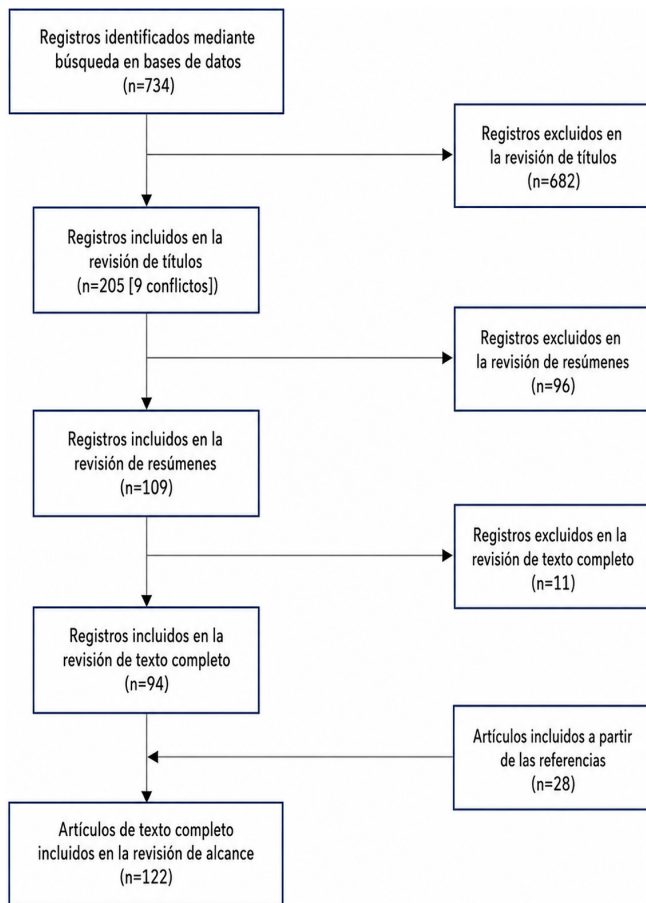 Registros identificados mediante
búsqueda en bases de datos
(n=734)
Registros excluidos en
la revisión de títulos
(n=682)
Registros incluidos en la
revisión de títulos
(n=205 [9 conflictos])
Registros excluidos en
la revisión de resúmenes
(n=96)
Registros incluidos en la
revisión de resúmenes
(n=109)
Registros excluidos en la
revisión de texto completo
(n=11)
Registros incluidos en la
revisión de texto completo
(n=94)
Artículos incluidos a partir
de las referencias
(n=28)
Artículos de texto completo
incluidos en la revisión de alcance
(n=122)